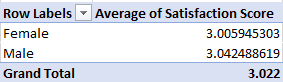 Row Labels Average of Satisfaction Score
Female 3.005945303
Male 3.042488619
Grand Total 3.022